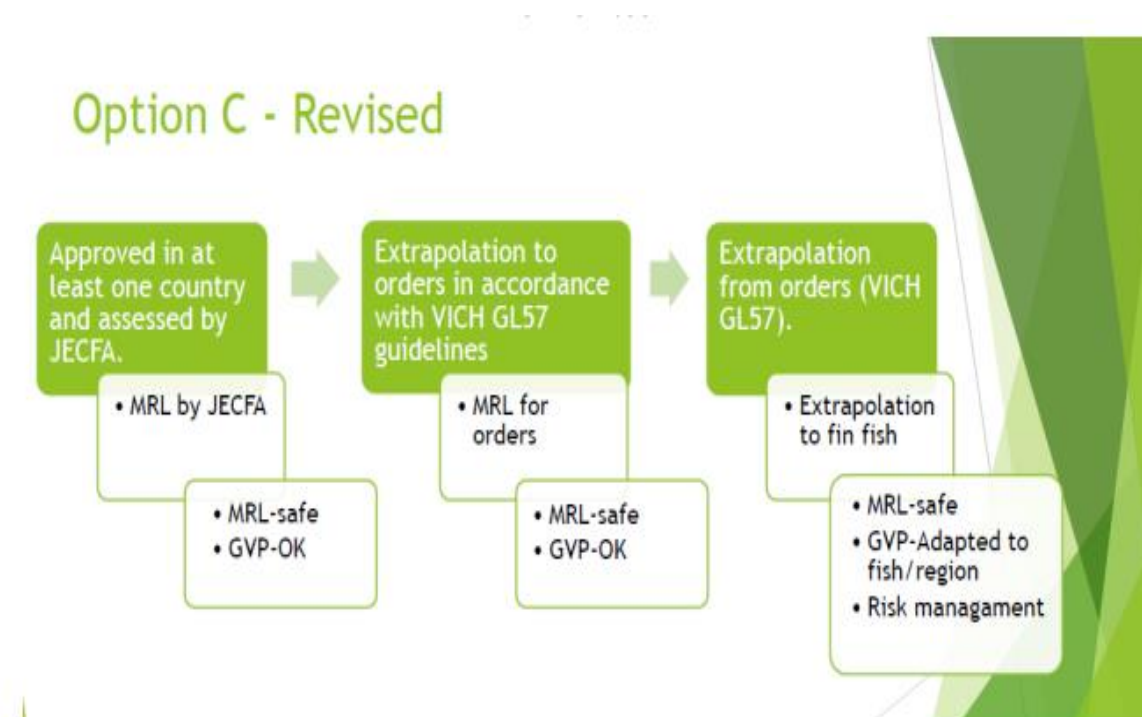 Option C - Revised
Approved in at
least one country
and assessed by
JECFA.
• MRL by JECFA
• MRL-safe
• GVP-OK
Extrapolation to
orders in accordance
with VICH GL57
guidelines
• MRL for
orders
• MRL-safe
• GVP-OK
Extrapolation
from orders (VICH
GL57).
• Extrapolation
to fin fish
• MRL-safe
• GVP-Adapted to
fish/region
• Risk managament